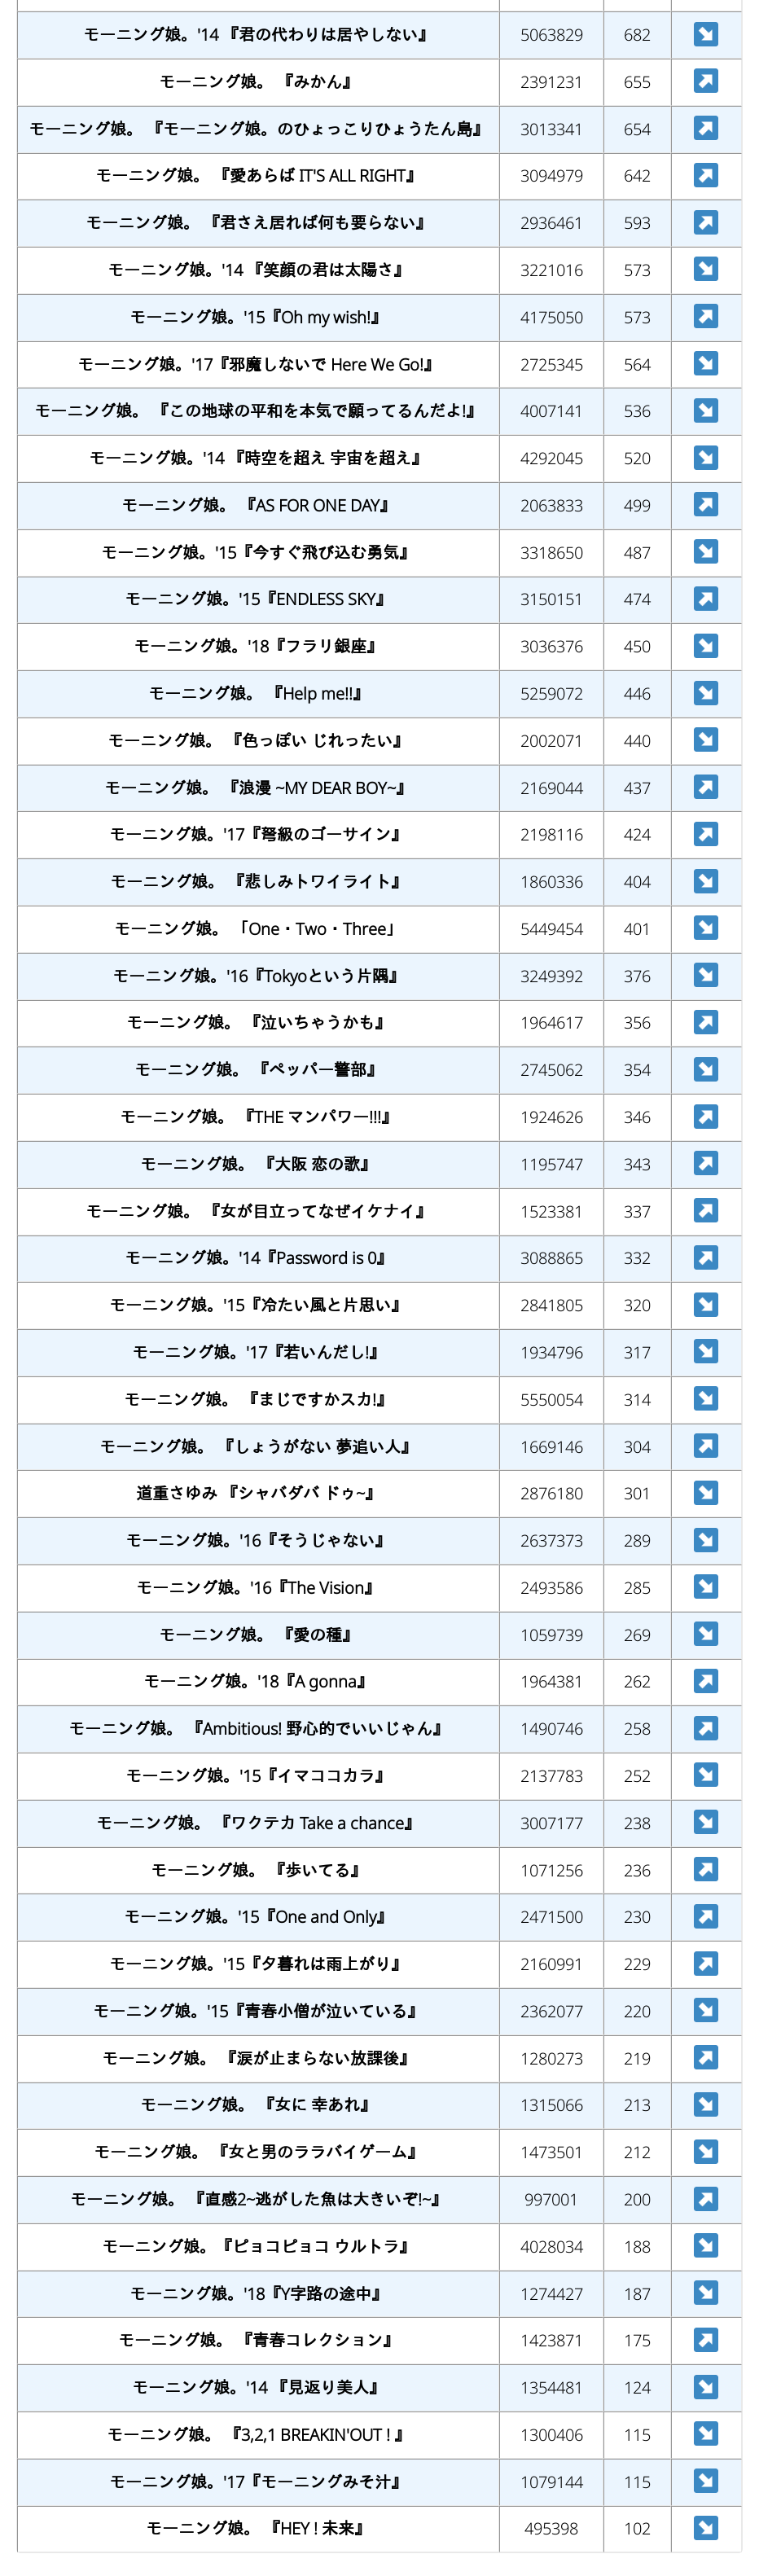 モーニング娘。'14 『君の代わりは居やしない』 5063829 682
モーニング娘。 『みかん』 2391231 655
モーニング娘。 『モーニング娘。のひょっこりひょうたん島』 3013341 654
モーニング娘。 『愛あらば IT'S ALL RIGHT』 3094979 642
モーニング娘。 『君さえ居れば何も要らない』 2936461 593
モーニング娘。'14 『笑顔の君は太陽さ』 3221016 573
モーニング娘。'15『Oh my wish!』 4175050 573
モーニング娘。'17『邪魔しないで Here We Go!』 2725345 564
モーニング娘。 『この地球の平和を本気で願ってるんだよ!』 4007141 536
モーニング娘。'14 『時空を超え 宇宙を超え』 4292045 520
モーニング娘。 『AS FOR ONE DAY』 2063833 499
モーニング娘。'15『今すぐ飛び込む勇気』 3318650 487
モーニング娘。'15『ENDLESS SKY』 3150151 474
モーニング娘。'18『フラリ銀座』 3036376 450
モーニング娘。 『Help me!!』 5259072 446
モーニング娘。 『色っぽい じれったい』 2002071 440
モーニング娘。 『浪漫 ~MY DEAR BOY~』 2169044 437
モーニング娘。'17『弩級のゴーサイン』 2198116 424
モーニング娘。 『悲しみトワイライト』 1860336 404
モーニング娘。 「One・Two・Three」 5449454 401
モーニング娘。'16『Tokyoという片隅』 3249392 376
モーニング娘。 『泣いちゃうかも』 1964617 356
モーニング娘。 『ペッパー警部』 2745062 354
モーニング娘。 『THE マンパワー!!!』 1924626 346
モーニング娘。 『大阪 恋の歌』 1195747 343
モーニング娘。 『女が目立ってなぜイケナイ』 1523381 337
モーニング娘。'14『Password is 0』 3088865 332
モーニング娘。'15『冷たい風と片思い』 2841805 320
モーニング娘。'17『若いんだし!』 1934796 317
モーニング娘。 『まじですかスカ!』 5550054 314
モーニング娘。 『しょうがない 夢追い人』 1669146 304
道重さゆみ 『シャバダバ ドゥ~』 2876180 301
モーニング娘。'16『そうじゃない』 2637373 289
モーニング娘。'16『The Vision』 2493586 285
モーニング娘。 『愛の種』 1059739 269
モーニング娘。'18『A gonna』 1964381 262
モーニング娘。 『Ambitious! 野心的でいいじゃん』 1490746 258
モーニング娘。'15『イマココカラ』 2137783 252
モーニング娘。 『ワクテカ Take a chance』 3007177 238
モーニング娘。 『歩いてる』 1071256 236
モーニング娘。'15『One and Only』 2471500 230
モーニング娘。'15『夕暮れは雨上がり』 2160991 229
モーニング娘。'15『青春小僧が泣いている』 2362077 220
モーニング娘。 『涙が止まらない放課後』 1280273 219
モーニング娘。 『女に 幸あれ』 1315066 213
モーニング娘。 『女と男のララバイゲーム』 1473501 212
モーニング娘。 『直感2~逃がした魚は大きいぞ!~』 997001 200
モーニング娘。『ピョコピョコ ウルトラ』 4028034 188
モーニング娘。'18『Y字路の途中』 1274427 187
モーニング娘。 『青春コレクション』 1423871 175
モーニング娘。'14 『見返り美人』 1354481 124
モーニング娘。 『3,2,1 BREAKIN'OUT ! 』 1300406 115
モーニング娘。'17『モーニングみそ汁』 1079144 115
モーニング娘。 『HEY ! 未来』 495398 102